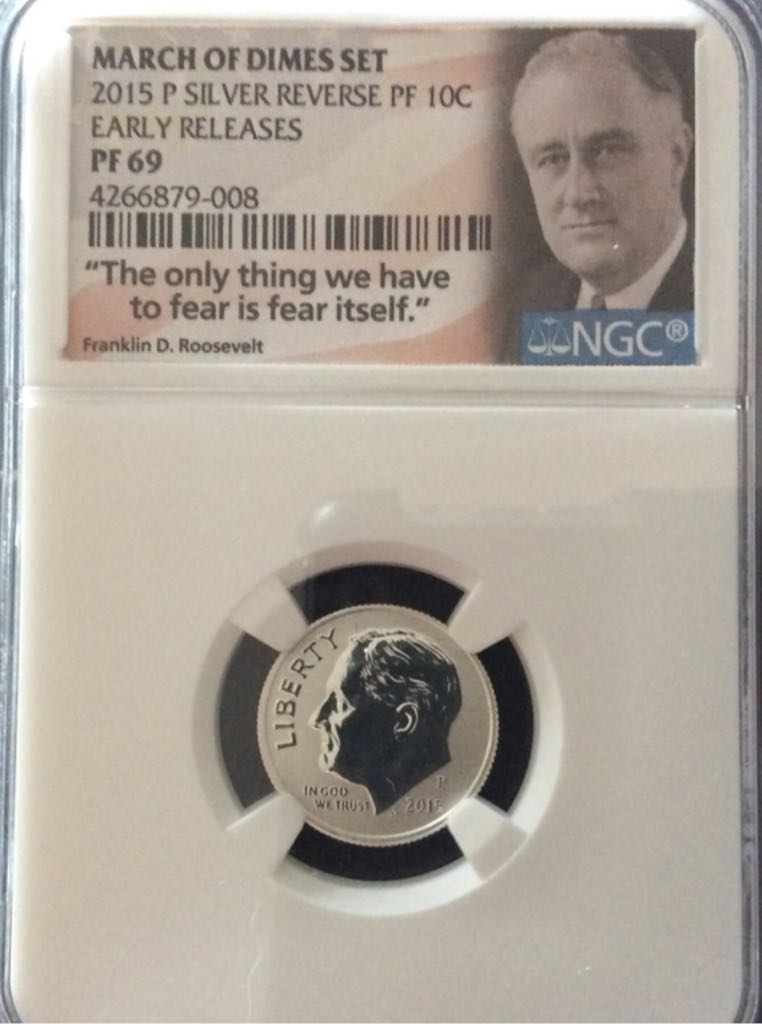 MARCH OF DIMES SET
2015 P SILVER REVERSE PF 10C
EARLY RELEASES
PF 69
4266879-008
"The only thing we have
to fear is fear itself."
Franklin D. Roosevelt
NGC®
LIBERTY
IN GOD
WE TRUST
P
2015